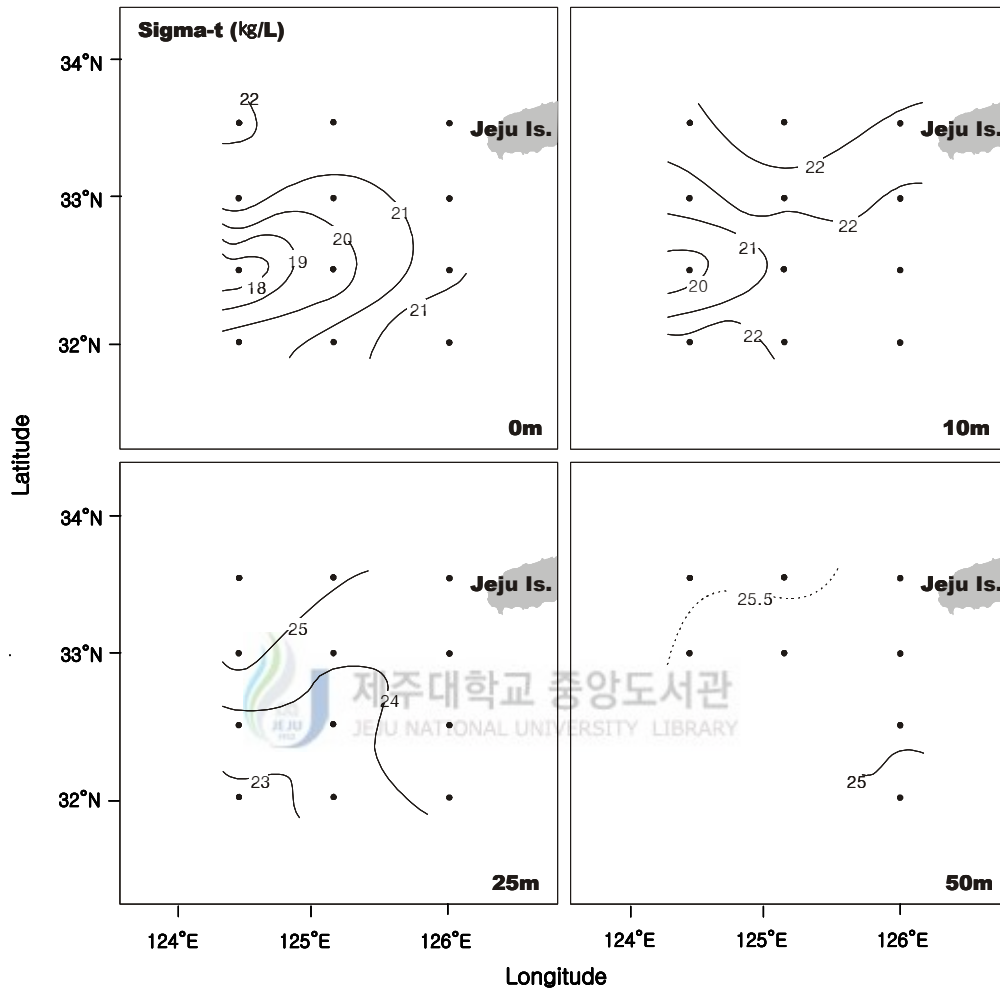 Sigma-t (㎏/L)
34°N
33°N
32°N
22
21
20
19
18
21
Jeju Is.
0m
22
22
21
20
22
Jeju Is.
10m
Latitude
34°N
33°N
32°N
25
24
23
Jeju Is.
25m
25.5
25
Jeju Is.
50m
JEJU
1952
제주대학교 중앙도서관
JEJU NATIONAL UNIVERSITY LIBRARY
124°E
125°E
126°E
124°E
125°E
126°E
Longitude